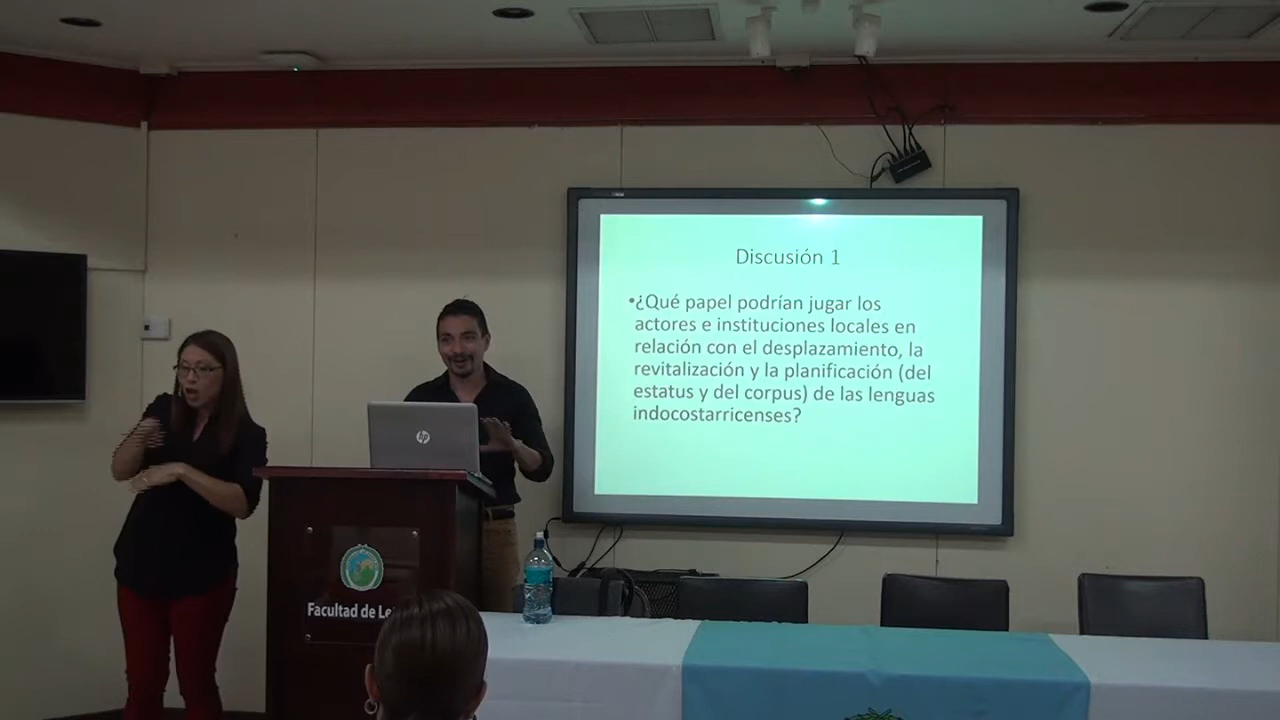 Discusión 1
•¿Qué papel podrían jugar los
actores e instituciones locales en
relación con el desplazamiento, la
revitalización y la planificación (del
estatus y del corpus) de las lenguas
indocostarricenses?
hp
Facultad de